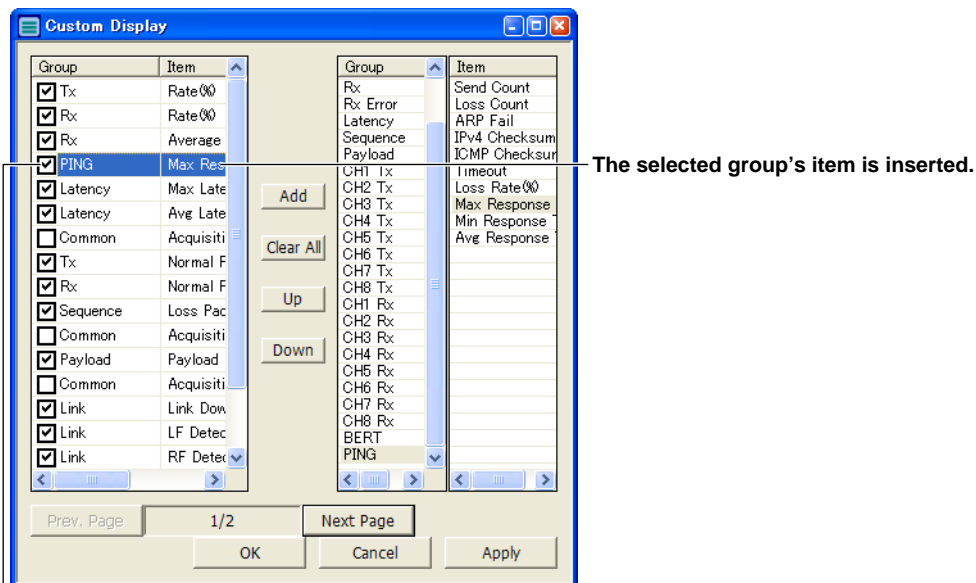 Custom Display
Group Item
Tx Rate(%)
Rx Rate(%)
Rx Average
PING Max Res
Latency Max Late
Latency Avg Late
Common Acquisiti
Tx Normal F
Rx Normal F
Sequence Loss Pac
Common Acquisiti
Payload Payload
Common Acquisiti
Link Link Dow
Link LF Detec
Link RF Detec
Add
Clear All
Up
Down
Group
Rx
Rx Error
Latency
Sequence
Payload
CH1 Tx
CH2 Tx
CH3 Tx
CH4 Tx
CH5 Tx
CH6 Tx
CH7 Tx
CH8 Tx
CH1 Rx
CH2 Rx
CH3 Rx
CH4 Rx
CH5 Rx
CH6 Rx
CH7 Rx
CH8 Rx
BERT
PING
Item
Send Count
Loss Count
ARP Fail
IPv4 Checksum
ICMP Checksur
Timeout
Loss Rate(%)
Max Response
Min Response T
Avg Response T
The selected group's item is inserted.
Prev. Page 1/2 Next Page
OK Cancel Apply